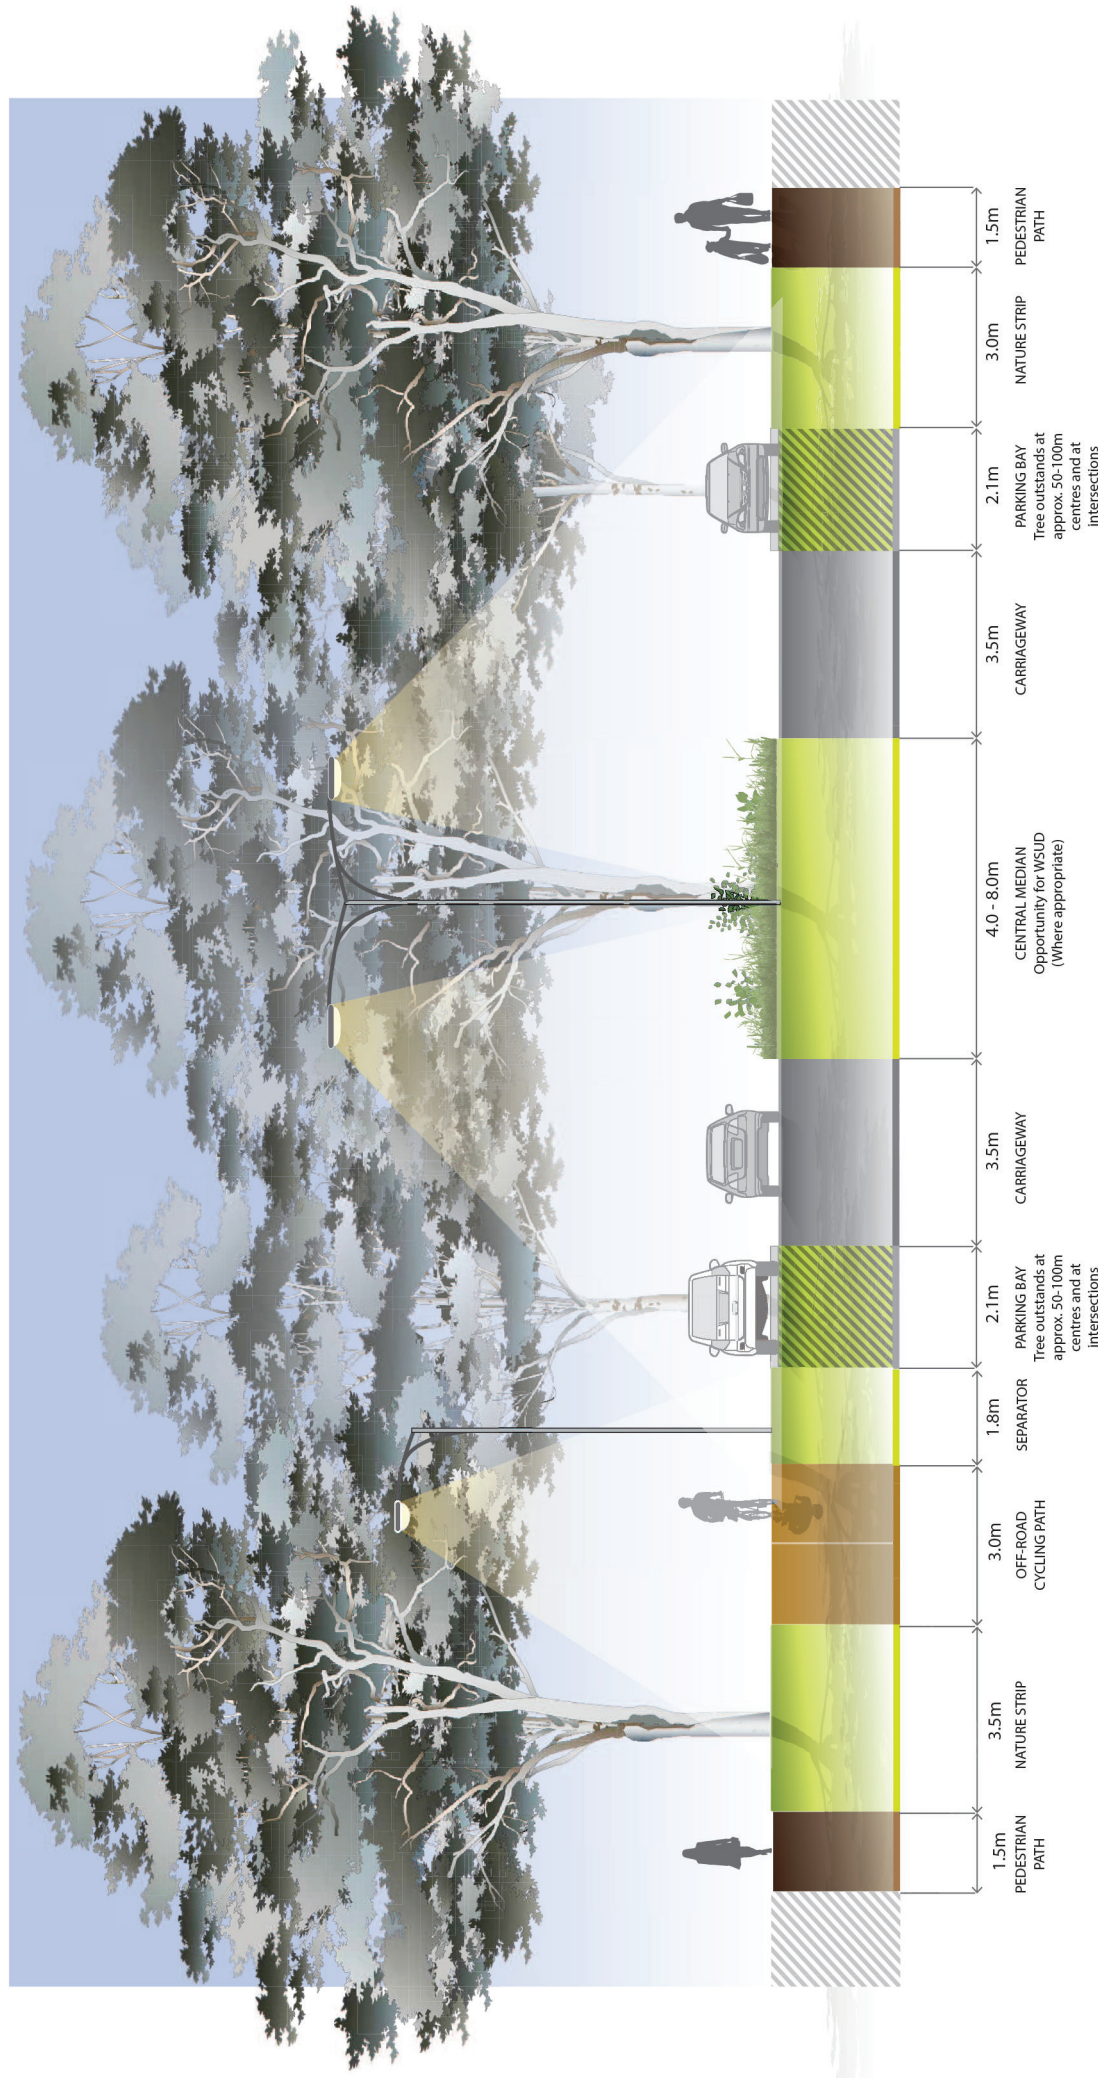 1.5m
PEDESTRIAN
PATH
3.5m
NATURE STRIP
3.0m
OFF-ROAD
CYCLING PATH
1.8m
SEPARATOR
2.1m
PARKING BAY
Tree outstands at
approx. 50-100m
centres and at
intersections
3.5m
CARRIAGEWAY
4.0 - 8.0m
CENTRAL MEDIAN
Opportunity for WSUD
(Where appropriate)
3.5m
CARRIAGEWAY
2.1m
PARKING BAY
Tree outstands at
approx. 50-100m
centres and at
intersections
3.0m
NATURE STRIP
1.5m
PEDESTRIAN
PATH